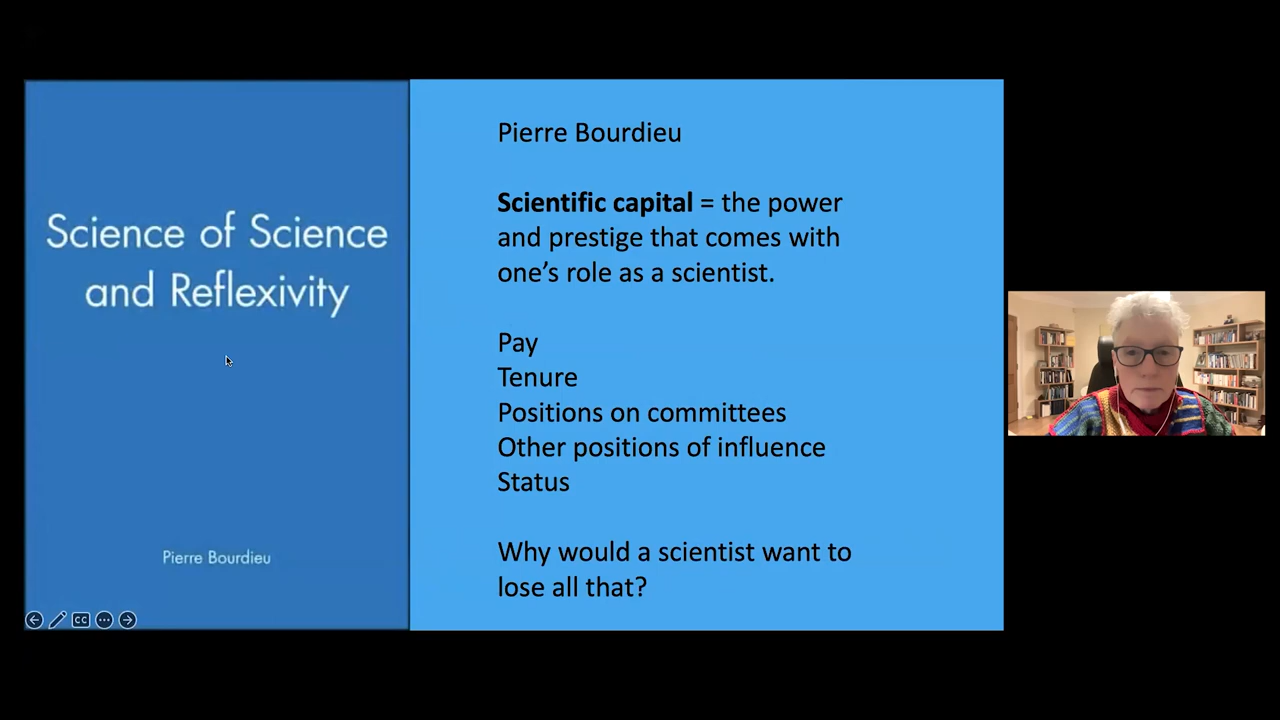 Science of Science
and Reflexivity
Pierre Bourdieu
Pierre Bourdieu
Scientific capital = the power
and prestige that comes with
one’s role as a scientist.
Pay
Tenure
Positions on committees
Other positions of influence
Status
Why would a scientist want to
lose all that?
CC